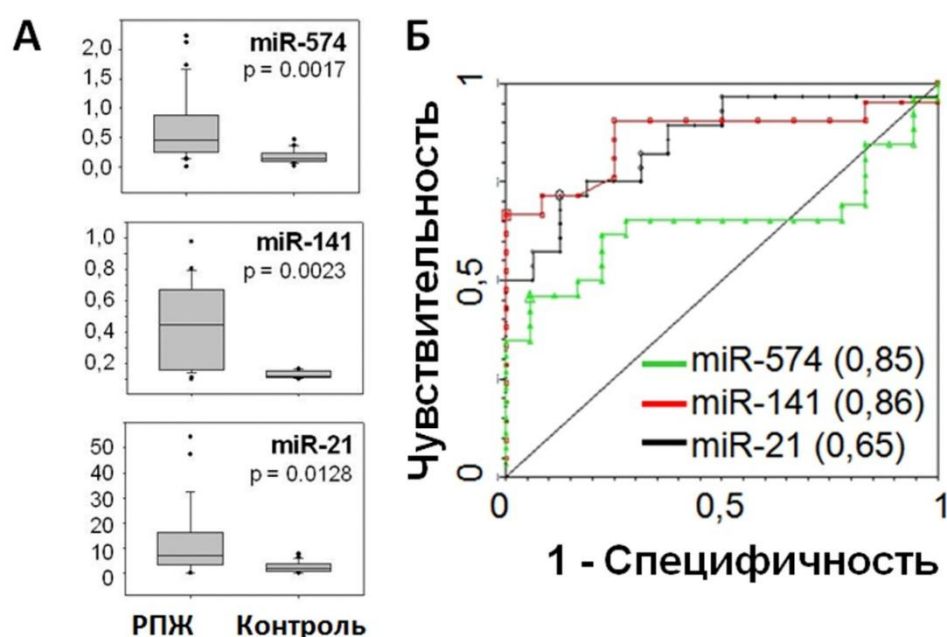 А
miR-574
p = 0.0017
2,0
1,5
1,0
0,5
0,0
miR-141
p = 0.0023
1,0
0,8
0,6
0,4
0,2
miR-21
p = 0.0128
50
40
30
20
10
0
РПЖ Контроль
Б
Чувствительность
1
0,5
0
miR-574 (0,85)
miR-141 (0,86)
miR-21 (0,65)
0 0,5 1
1 - Специфичность